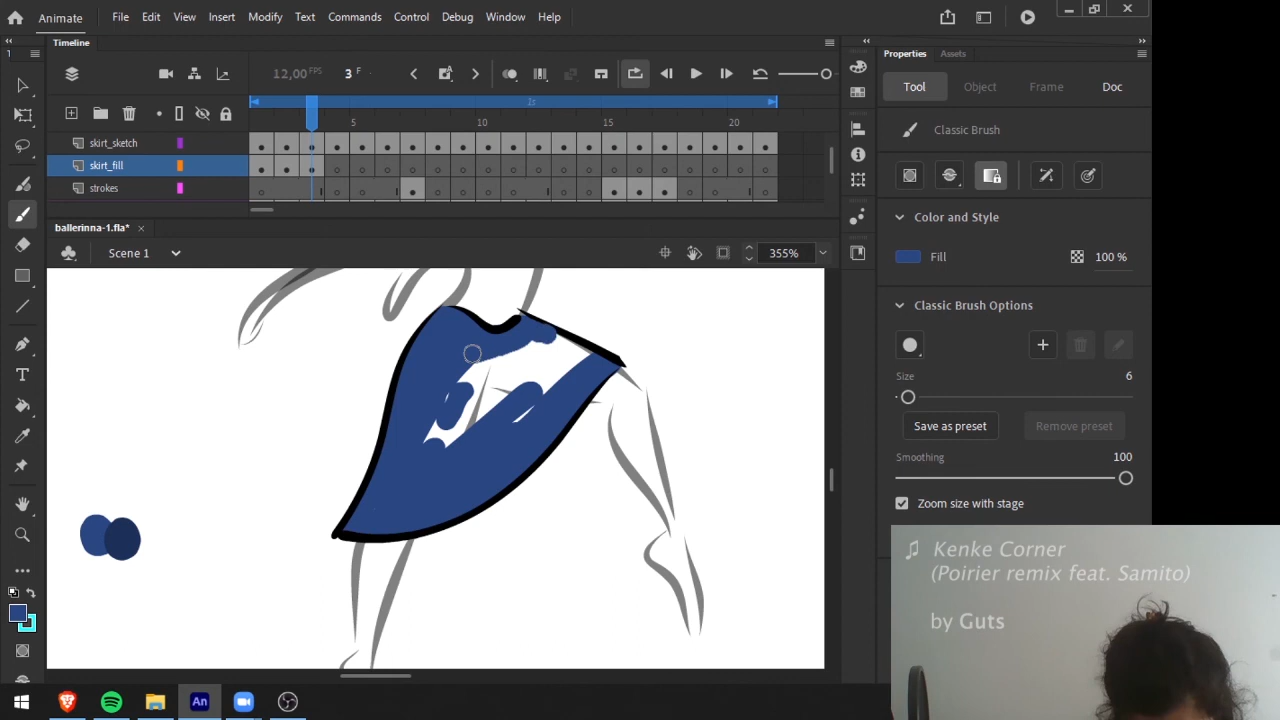 Animate
File Edit View Insert Modify Text Commands Control Debug Window Help
Timeline
12,00 FPS 3 F
1s
5 10 15 20
skirt_sketch
skirt_fill
strokes
ballerinna-1.fla*
Scene 1
355%
Properties Assets
Tool Object Frame Doc
Classic Brush
Color and Style
Fill 100 %
Classic Brush Options
Size 6
Save as preset Remove preset
Smoothing 100
Zoom size with stage
An
Kenke Corner
(Poirier remix feat. Samito)
by Guts